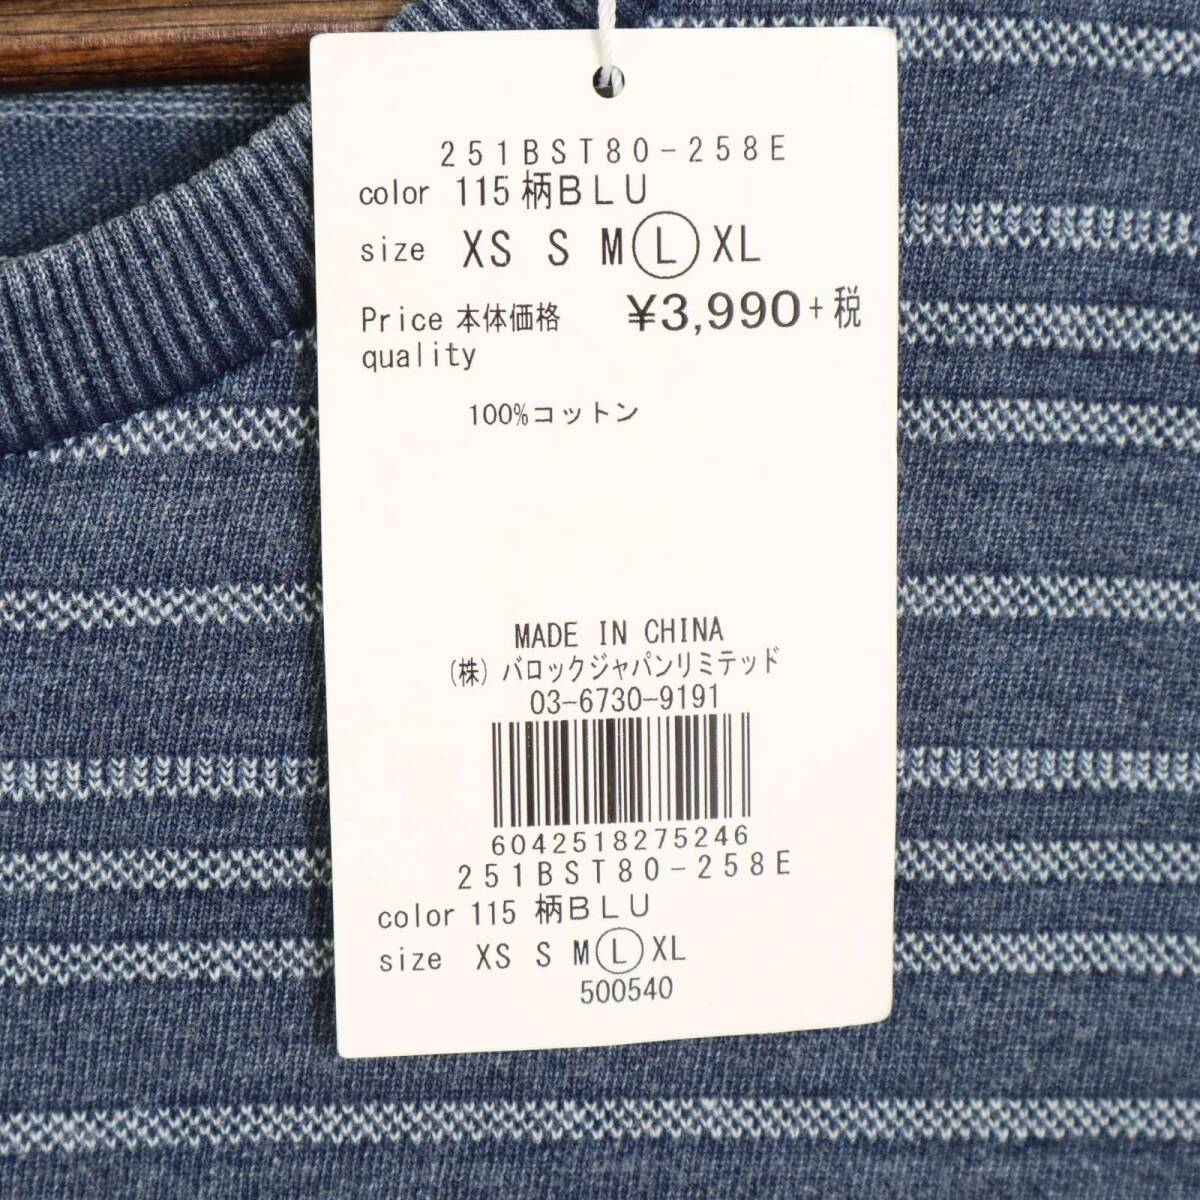 251BST80-258E
color 115 柄BLU
size XS S M L XL
Price 本体価格 ¥3,990+税
quality
100%コットン
MADE IN CHINA
(株) バロックジャパンリミテッド
03-6730-9191
6042518275246
251BST80-258E
color 115 柄BLU
size XS S M L XL
500540